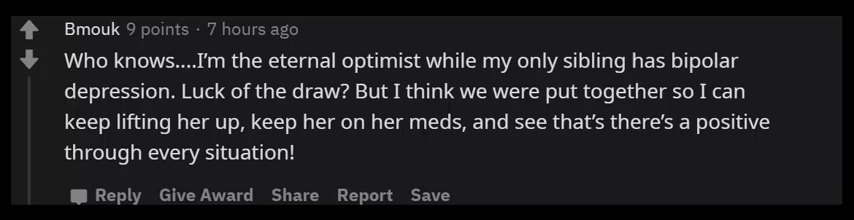 Bmouk 9 points · 7 hours ago
Who knows....I’m the eternal optimist while my only sibling has bipolar
depression. Luck of the draw? But I think we were put together so I can
keep lifting her up, keep her on her meds, and see that’s there’s a positive
through every situation!
Reply Give Award Share Report Save